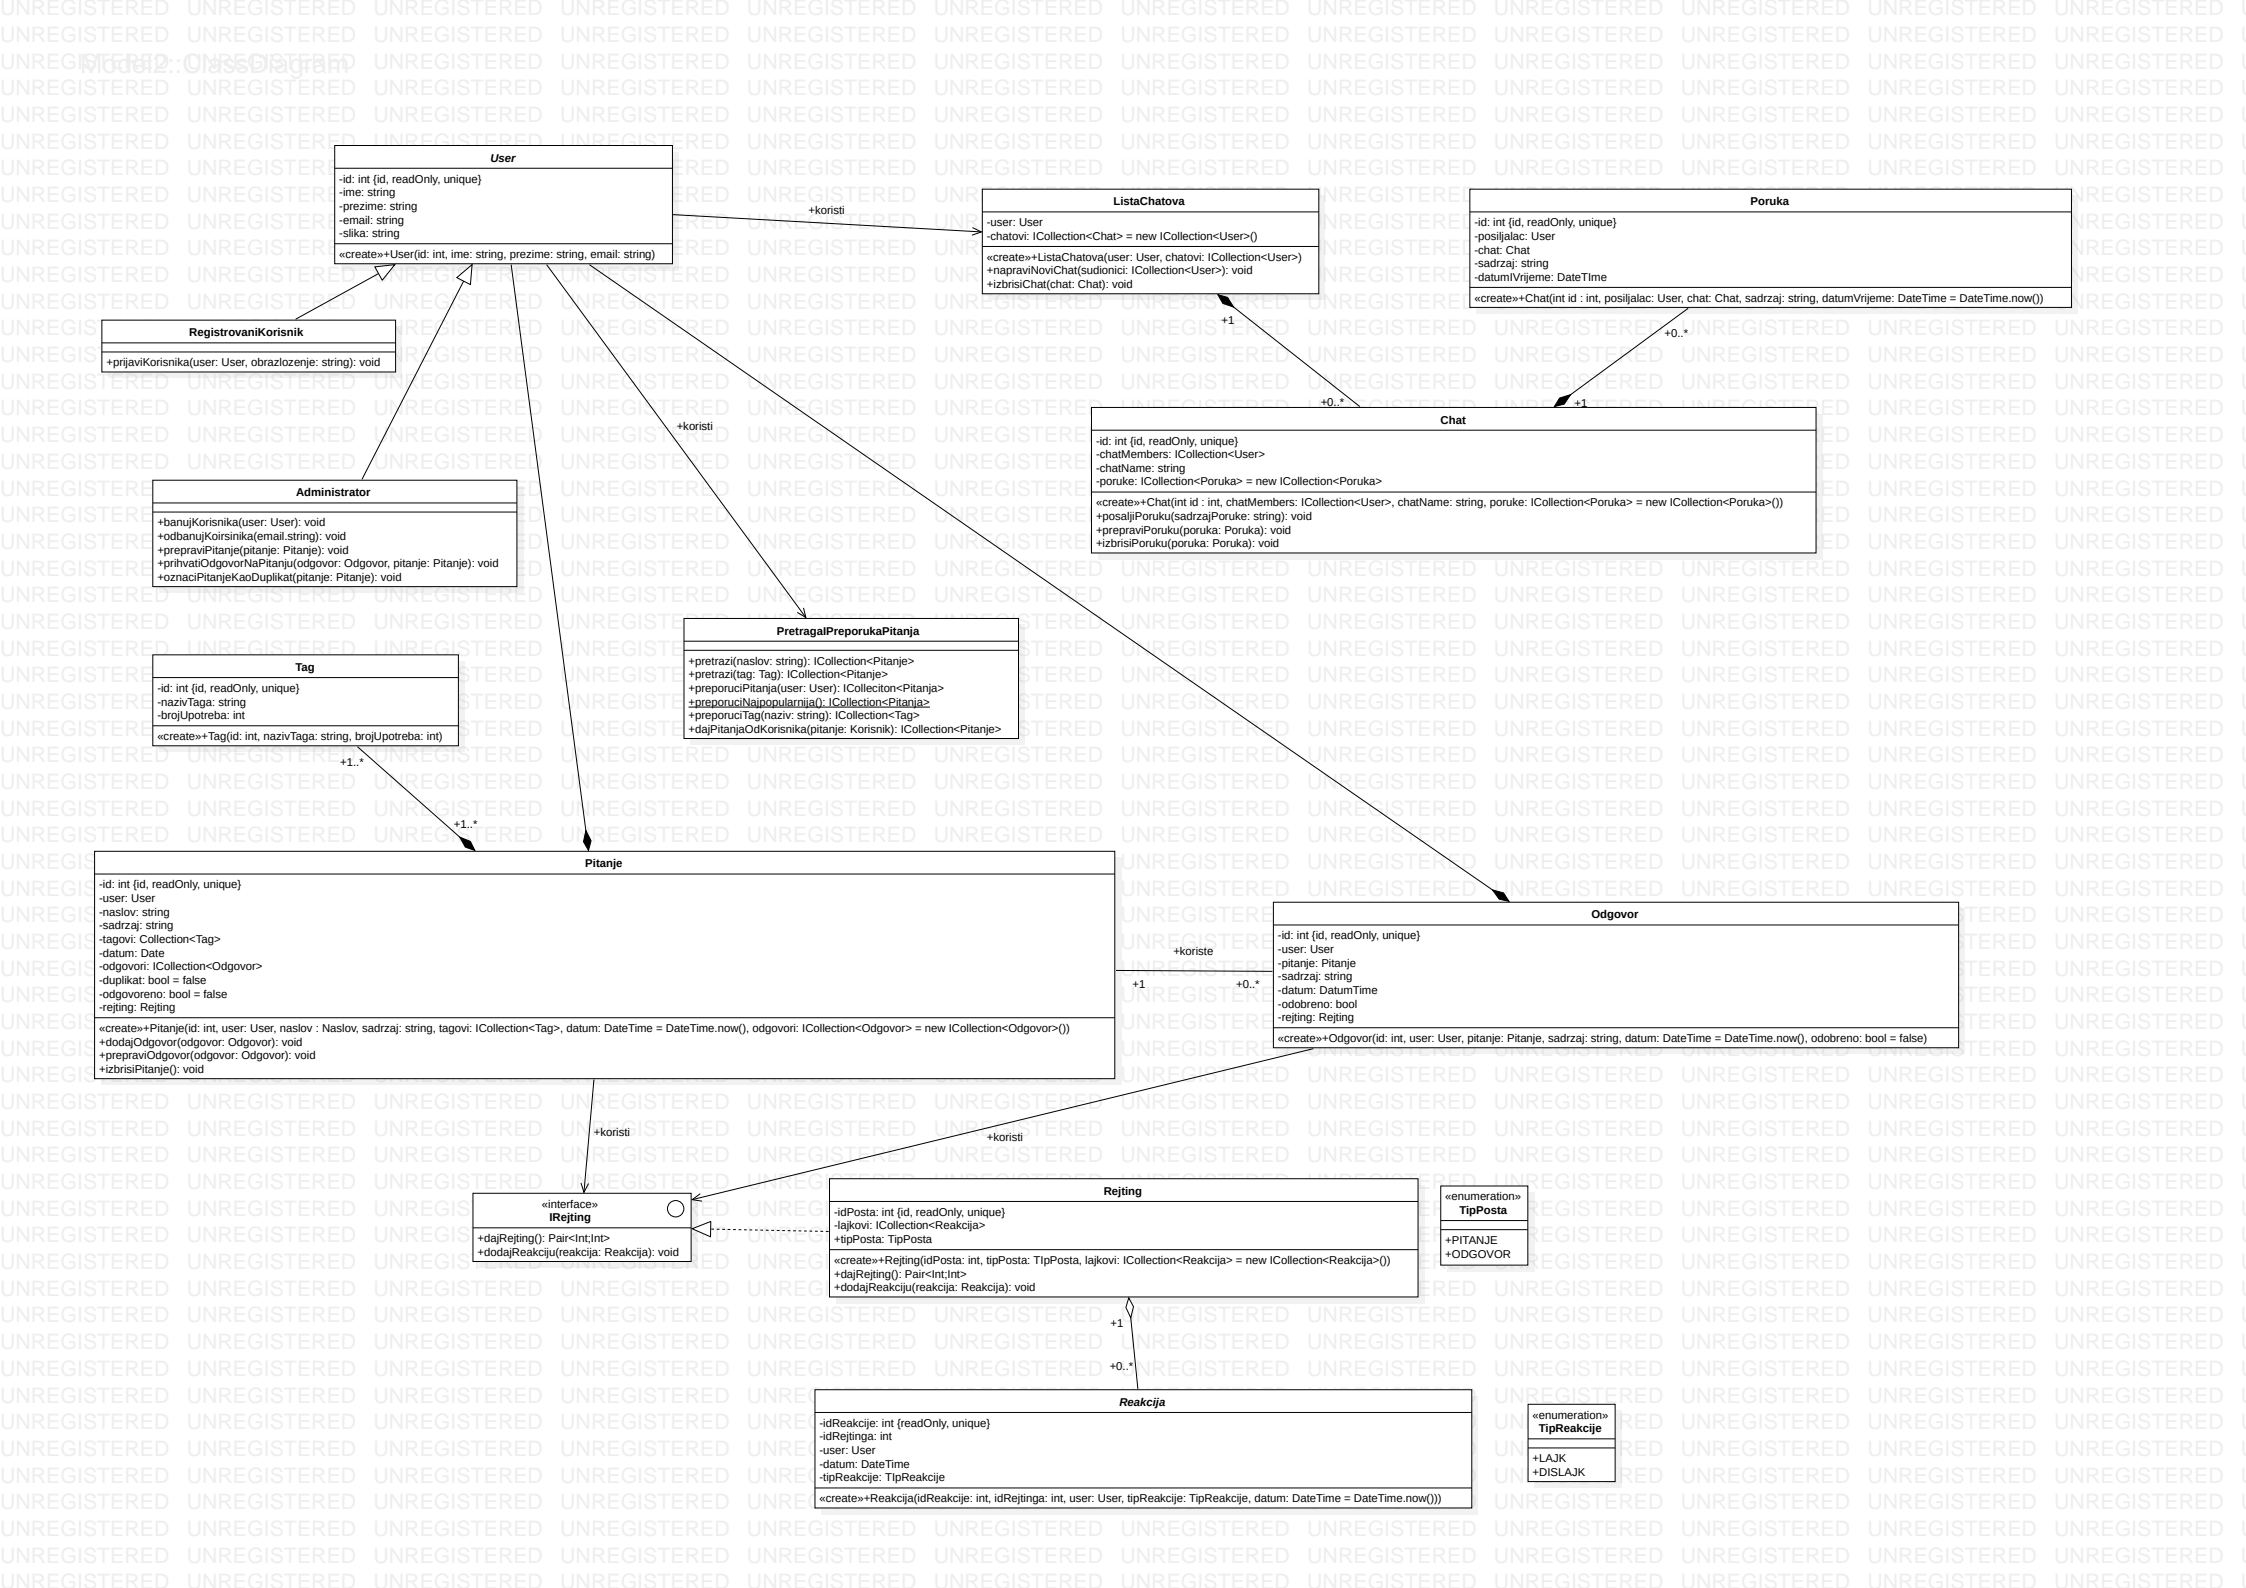 Model2::ClassDiagram
User
-id: int {id, readOnly, unique}
-ime: string
-prezime: string
-email: string
-slika: string
«create»+User(id: int, ime: string, prezime: string, email: string)
+koristi
ListaChatova
-user: User
-chatovi: ICollection<Chat> = new ICollection<User>()
«create»+ListaChatova(user: User, chatovi: ICollection<User>)
+napraviNoviChat(sudionici: ICollection<User>): void
+izbrisiChat(chat: Chat): void
Poruka
-id: int {id, readOnly, unique}
-posiljalac: User
-chat: Chat
-sadrzaj: string
-datumIVrijeme: DateTIme
«create»+Chat(int id : int, posiljalac: User, chat: Chat, sadrzaj: string, datumVrijeme: DateTime = DateTime.now())
+1
+0..*
+0..*
+1
RegistrovaniKorisnik
+prijaviKorisnika(user: User, obrazlozenje: string): void
+koristi
Chat
-id: int {id, readOnly, unique}
-chatMembers: ICollection<User>
-chatName: string
-poruke: ICollection<Poruka> = new ICollection<Poruka>
«create»+Chat(int id : int, chatMembers: ICollection<User>, chatName: string, poruke: ICollection<Poruka> = new ICollection<Poruka>())
+posaljiPoruku(sadrzajPoruke: string): void
+prepraviPoruku(poruka: Poruka): void
+izbrisiPoruku(poruka: Poruka): void
Administrator
+banujKorisnika(user: User): void
+odbanujKoirsinika(email.string): void
+prepraviPitanje(pitanje: Pitanje): void
+prihvatiOdgovorNaPitanju(odgovor: Odgovor, pitanje: Pitanje): void
+oznaciPitanjeKaoDuplikat(pitanje: Pitanje): void
PretragaIPreporukaPitanja
+pretrazi(naslov: string): ICollection<Pitanje>
+pretrazi(tag: Tag): ICollection<Pitanje>
+preporuciPitanja(user: User): IColleciton<Pitanja>
+preporuciNajpopularnija(): ICollection<Pitanja>
+preporuciTag(naziv: string): ICollection<Tag>
+dajPitanjaOdKorisnika(pitanje: Korisnik): ICollection<Pitanje>
Tag
-id: int {id, readOnly, unique}
-nazivTaga: string
-brojUpotreba: int
«create»+Tag(id: int, nazivTaga: string, brojUpotreba: int)
+1..*
+1..*
Pitanje
-id: int {id, readOnly, unique}
-user: User
-naslov: string
-sadrzaj: string
-tagovi: Collection<Tag>
-datum: Date
-odgovori: ICollection<Odgovor>
-duplikat: bool = false
-odgovoreno: bool = false
-rejting: Rejting
«create»+Pitanje(id: int, user: User, naslov : Naslov, sadrzaj: string, tagovi: ICollection<Tag>, datum: DateTime = DateTime.now(), odgovori: ICollection<Odgovor> = new ICollection<Odgovor>())
+dodajOdgovor(odgovor: Odgovor): void
+prepraviOdgovor(odgovor: Odgovor): void
+izbrisiPitanje(): void
+koriste
+1
+0..*
Odgovor
-id: int {id, readOnly, unique}
-user: User
-pitanje: Pitanje
-sadrzaj: string
-datum: DatumTime
-odobreno: bool
-rejting: Rejting
«create»+Odgovor(id: int, user: User, pitanje: Pitanje, sadrzaj: string, datum: DateTime = DateTime.now(), odobreno: bool = false)
+koristi
+koristi
«interface»
IRejting
+dajRejting(): Pair<Int;Int>
+dodajReakciju(reakcija: Reakcija): void
Rejting
-idPosta: int {id, readOnly, unique}
-lajkovi: ICollection<Reakcija>
+tipPosta: TipPosta
«create»+Rejting(idPosta: int, tipPosta: TIpPosta, lajkovi: ICollection<Reakcija> = new ICollection<Reakcija>())
+dajRejting(): Pair<Int;Int>
+dodajReakciju(reakcija: Reakcija): void
«enumeration»
TipPosta
+PITANJE
+ODGOVOR
+1
+0..*
Reakcija
-idReakcije: int {readOnly, unique}
-idRejtinga: int
-user: User
-datum: DateTime
-tipReakcije: TIpReakcije
«create»+Reakcija(idReakcije: int, idRejtinga: int, user: User, tipReakcije: TipReakcije, datum: DateTime = DateTime.now()))
«enumeration»
TipReakcije
+LAJK
+DISLAJK
UNREGISTERED